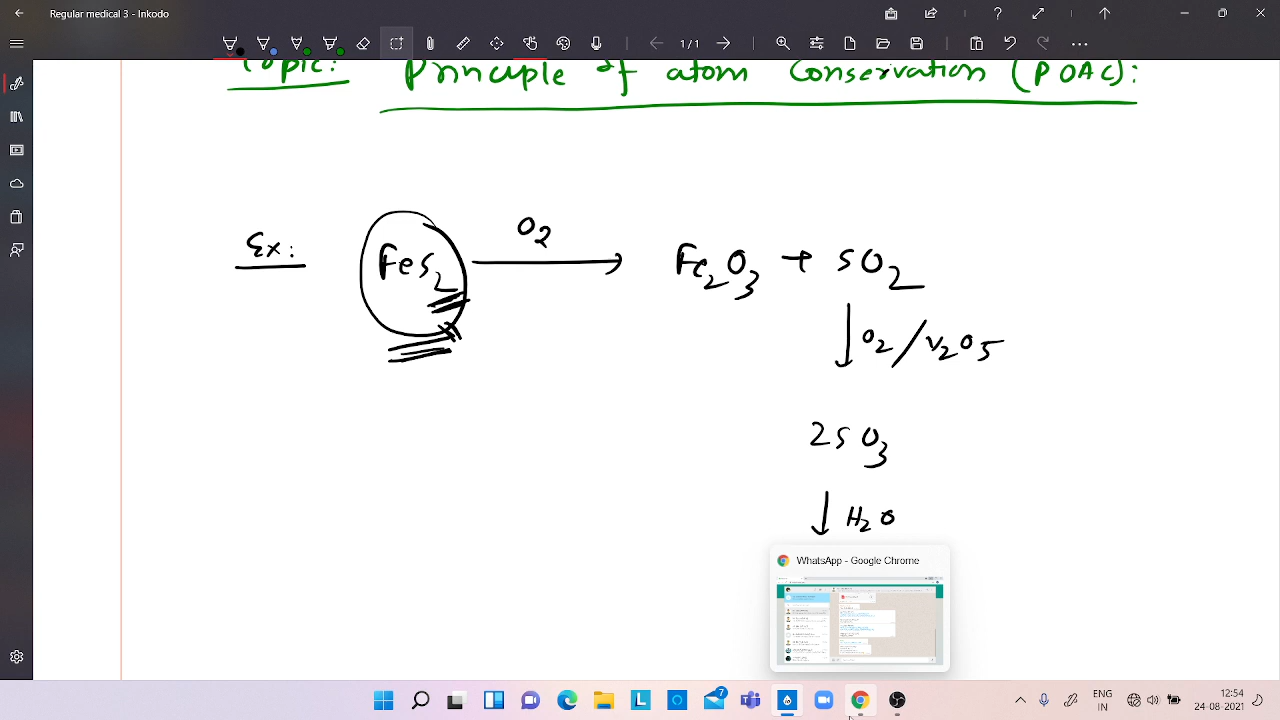 Regular medical 3 - Inkodo
1/1
Topic: Principle of atom Conservation (POAC):
Ex: FeS2 O2 → Fe2O3 + SO2
↓ O2/V2O5
2SO3
↓ H2O
WhatsApp - Google Chrome
7
ENG
IN
12:54
24-08-2021